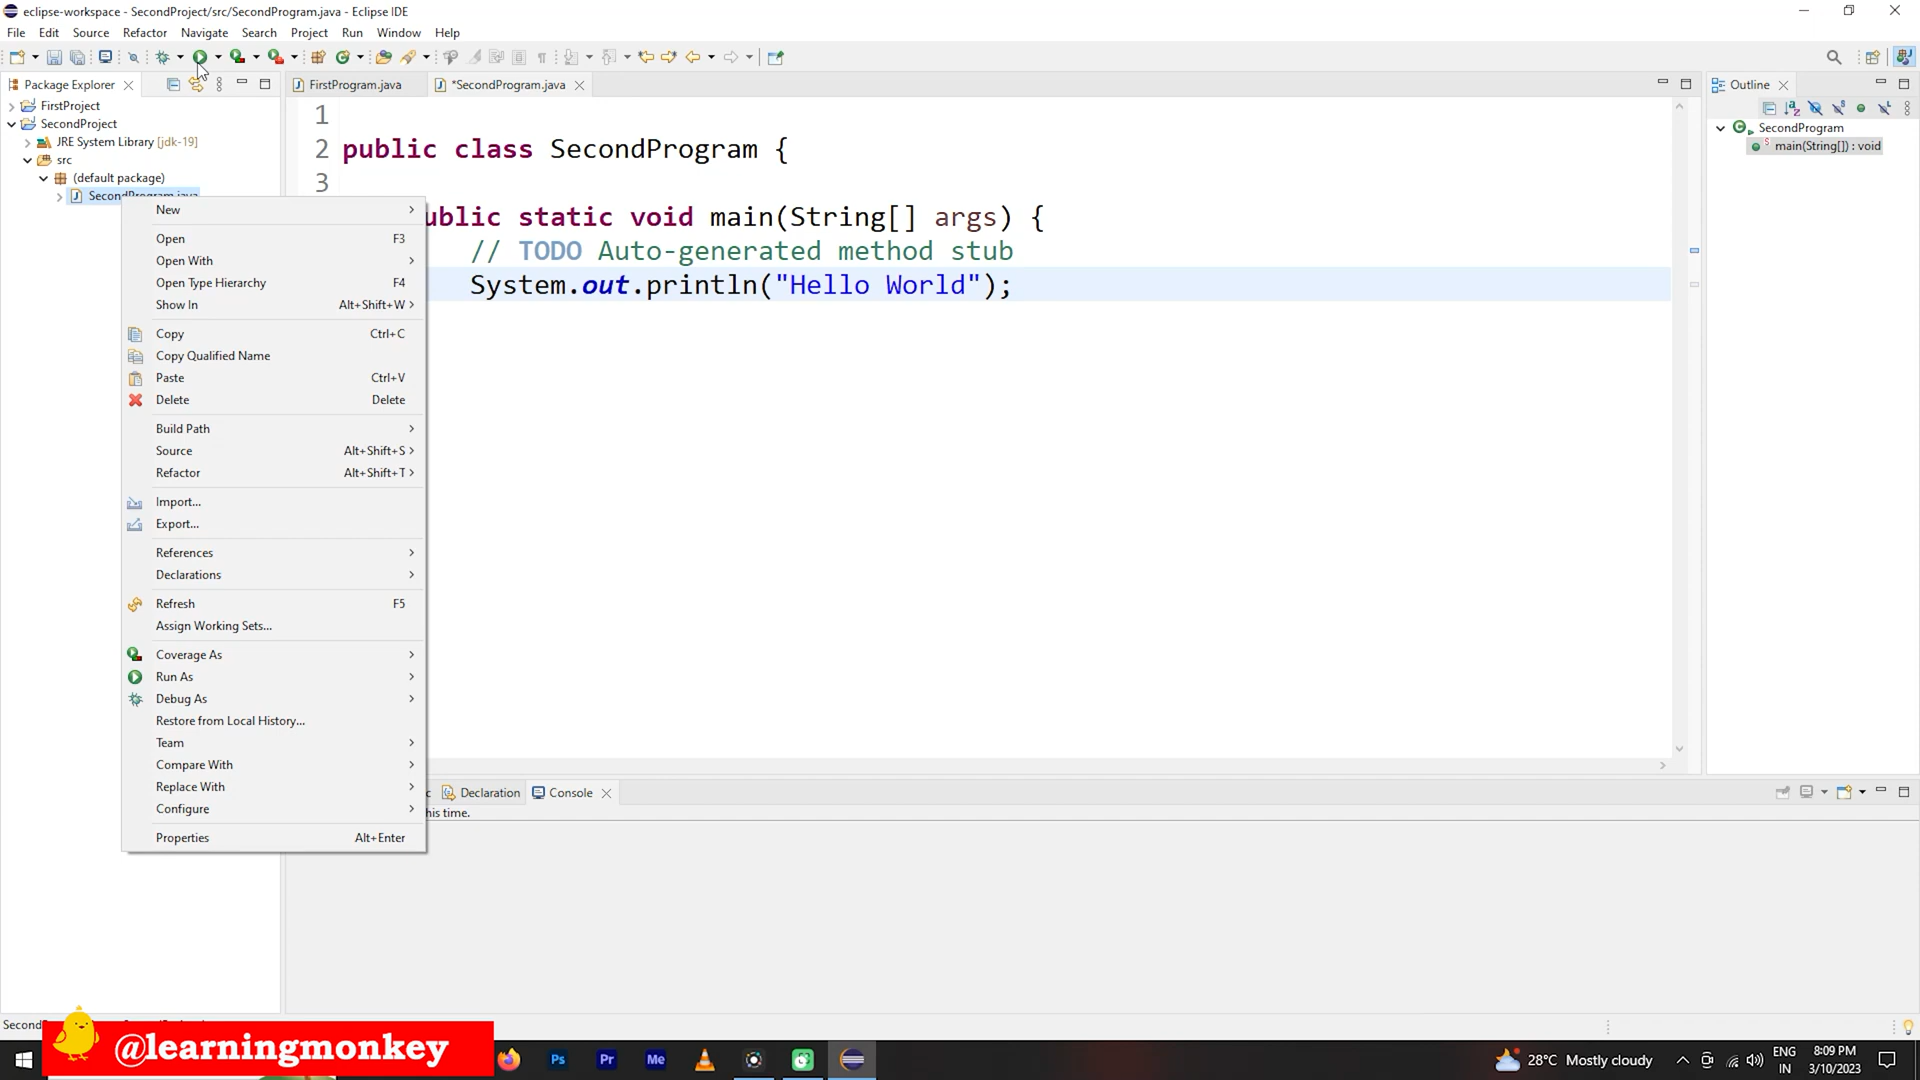 eclipse-workspace - SecondProject/src/SecondProgram.java - Eclipse IDE
File Edit Source Refactor Navigate Search Project Run Window Help
Package Explorer
FirstProgram.java
*SecondProgram.java
Outline
FirstProject
SecondProject
JRE System Library [jdk-19]
src
(default package)
SecondProgram.java
SecondProgram
main(String[]) : void
1
2 public class SecondProgram {
3
ublic static void main(String[] args) {
// TODO Auto-generated method stub
System.out.println("Hello World");
New
Open F3
Open With
Open Type Hierarchy F4
Show In Alt+Shift+W
Copy Ctrl+C
Copy Qualified Name
Paste Ctrl+V
Delete Delete
Build Path
Source Alt+Shift+S
Refactor Alt+Shift+T
Import...
Export...
References
Declarations
Refresh F5
Assign Working Sets...
Coverage As
Run As
Debug As
Restore from Local History...
Team
Compare With
Replace With
Configure
Properties Alt+Enter
c Declaration Console
his time.
@learningmonkey
Ps Pr Me
28°C Mostly cloudy
ENG
IN
8:09 PM
3/10/2023